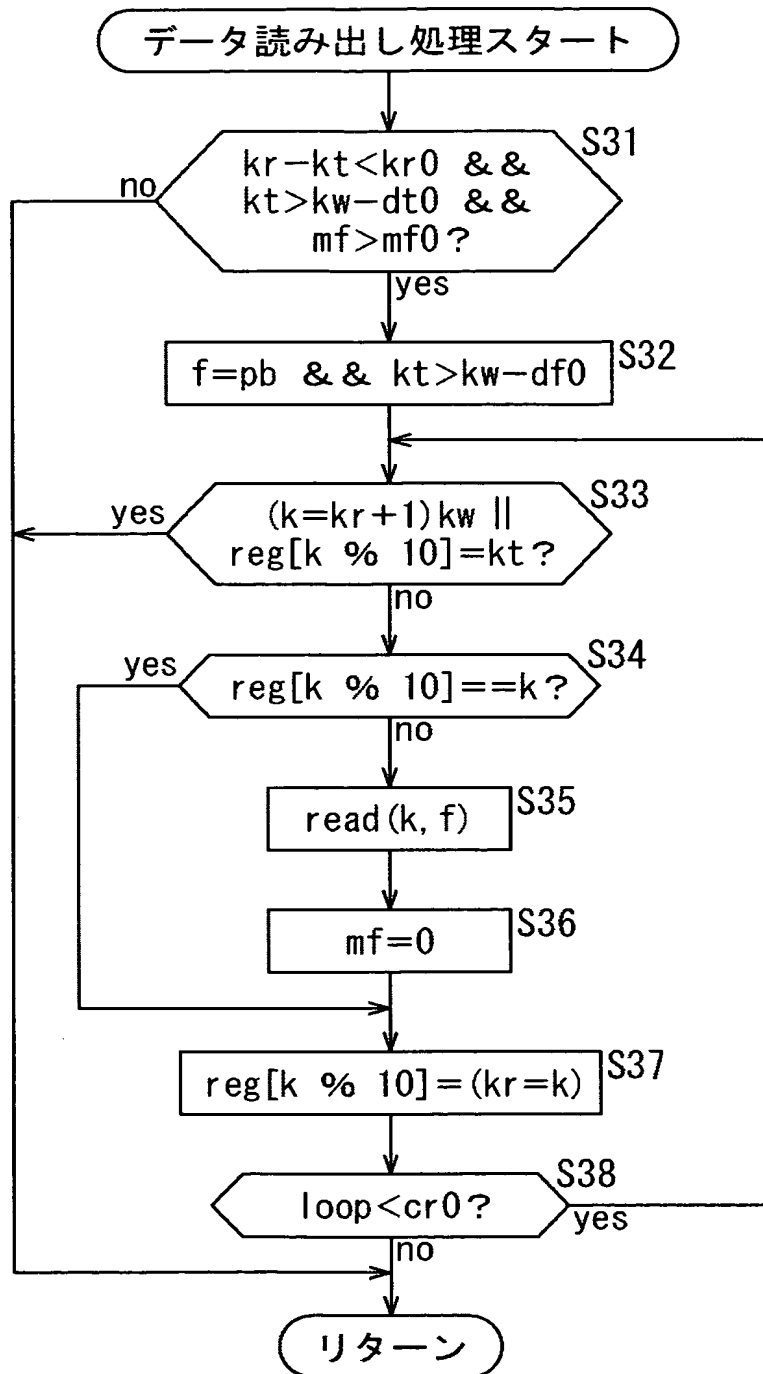 データ読み出し処理スタート
S31
kr−kt<kr0 &&
kt>kw−dt0 &&
mf>mf0?
no
yes
S32
f=pb && kt>kw−df0
S33
yes
(k=kr+1)kw ||
reg[k % 10]=kt?
no
S34
yes
reg[k % 10]==k?
no
S35
read(k,f)
S36
mf=0
S37
reg[k % 10]=(kr=k)
S38
loop<cr0?
yes
no
リターン